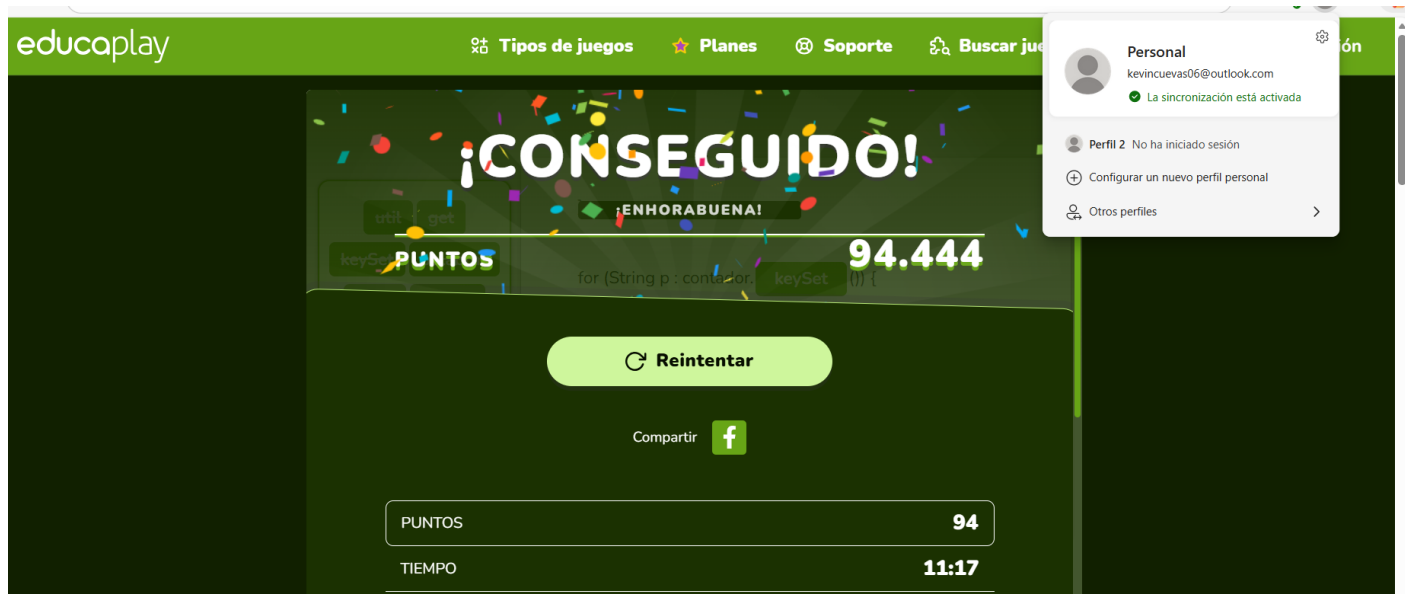 educaplay
Tipos de juegos
Planes
Soporte
Buscar jue
ión
Personal
kevincuevas06@outlook.com
La sincronización está activada
Perfil 2 No ha iniciado sesión
Configurar un nuevo perfil personal
Otros perfiles
¡CONSEGUIDO!
¡ENHORABUENA!
util get
keySet
PUNTOS 94.444
for (String p : contador. keySet ()) {
Reintentar
Compartir
PUNTOS 94
TIEMPO 11:17